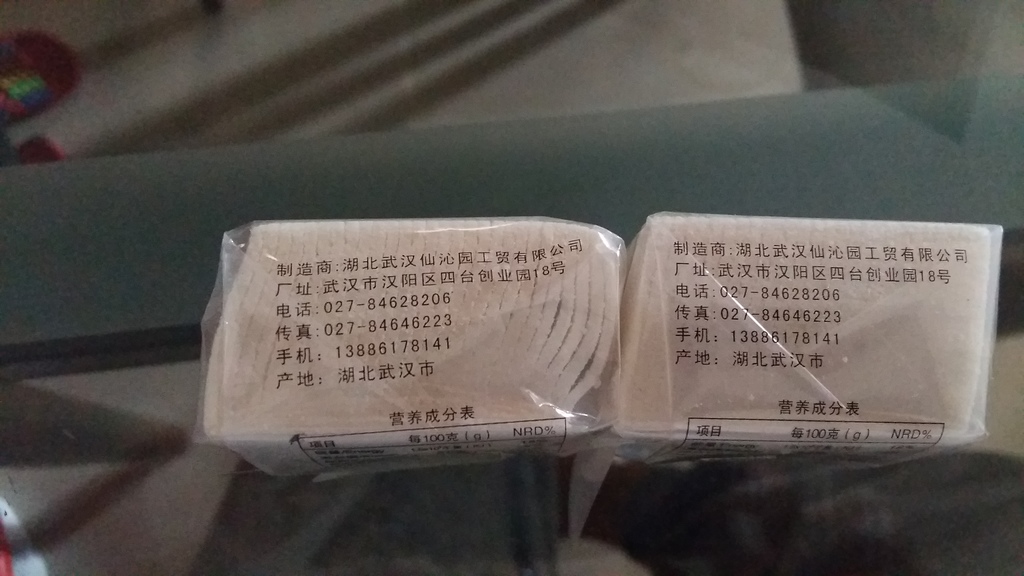 制造商:湖北武汉仙沁园工贸有限公司
厂址:武汉市汉阳区四台创业园18号
电话:027-84628206
传真:027-84646223
手机: 13886178141
产地: 湖北武汉市
营养成分表
项目 每100克(g) NRD%
制造商:湖北武汉仙沁园工贸有限公司
厂址:武汉市汉阳区四台创业园18号
电话:027-84628206
传真:027-84646223
手机: 13886178141
产地: 湖北武汉市
营养成分表
项目 每100克(g) NRD%